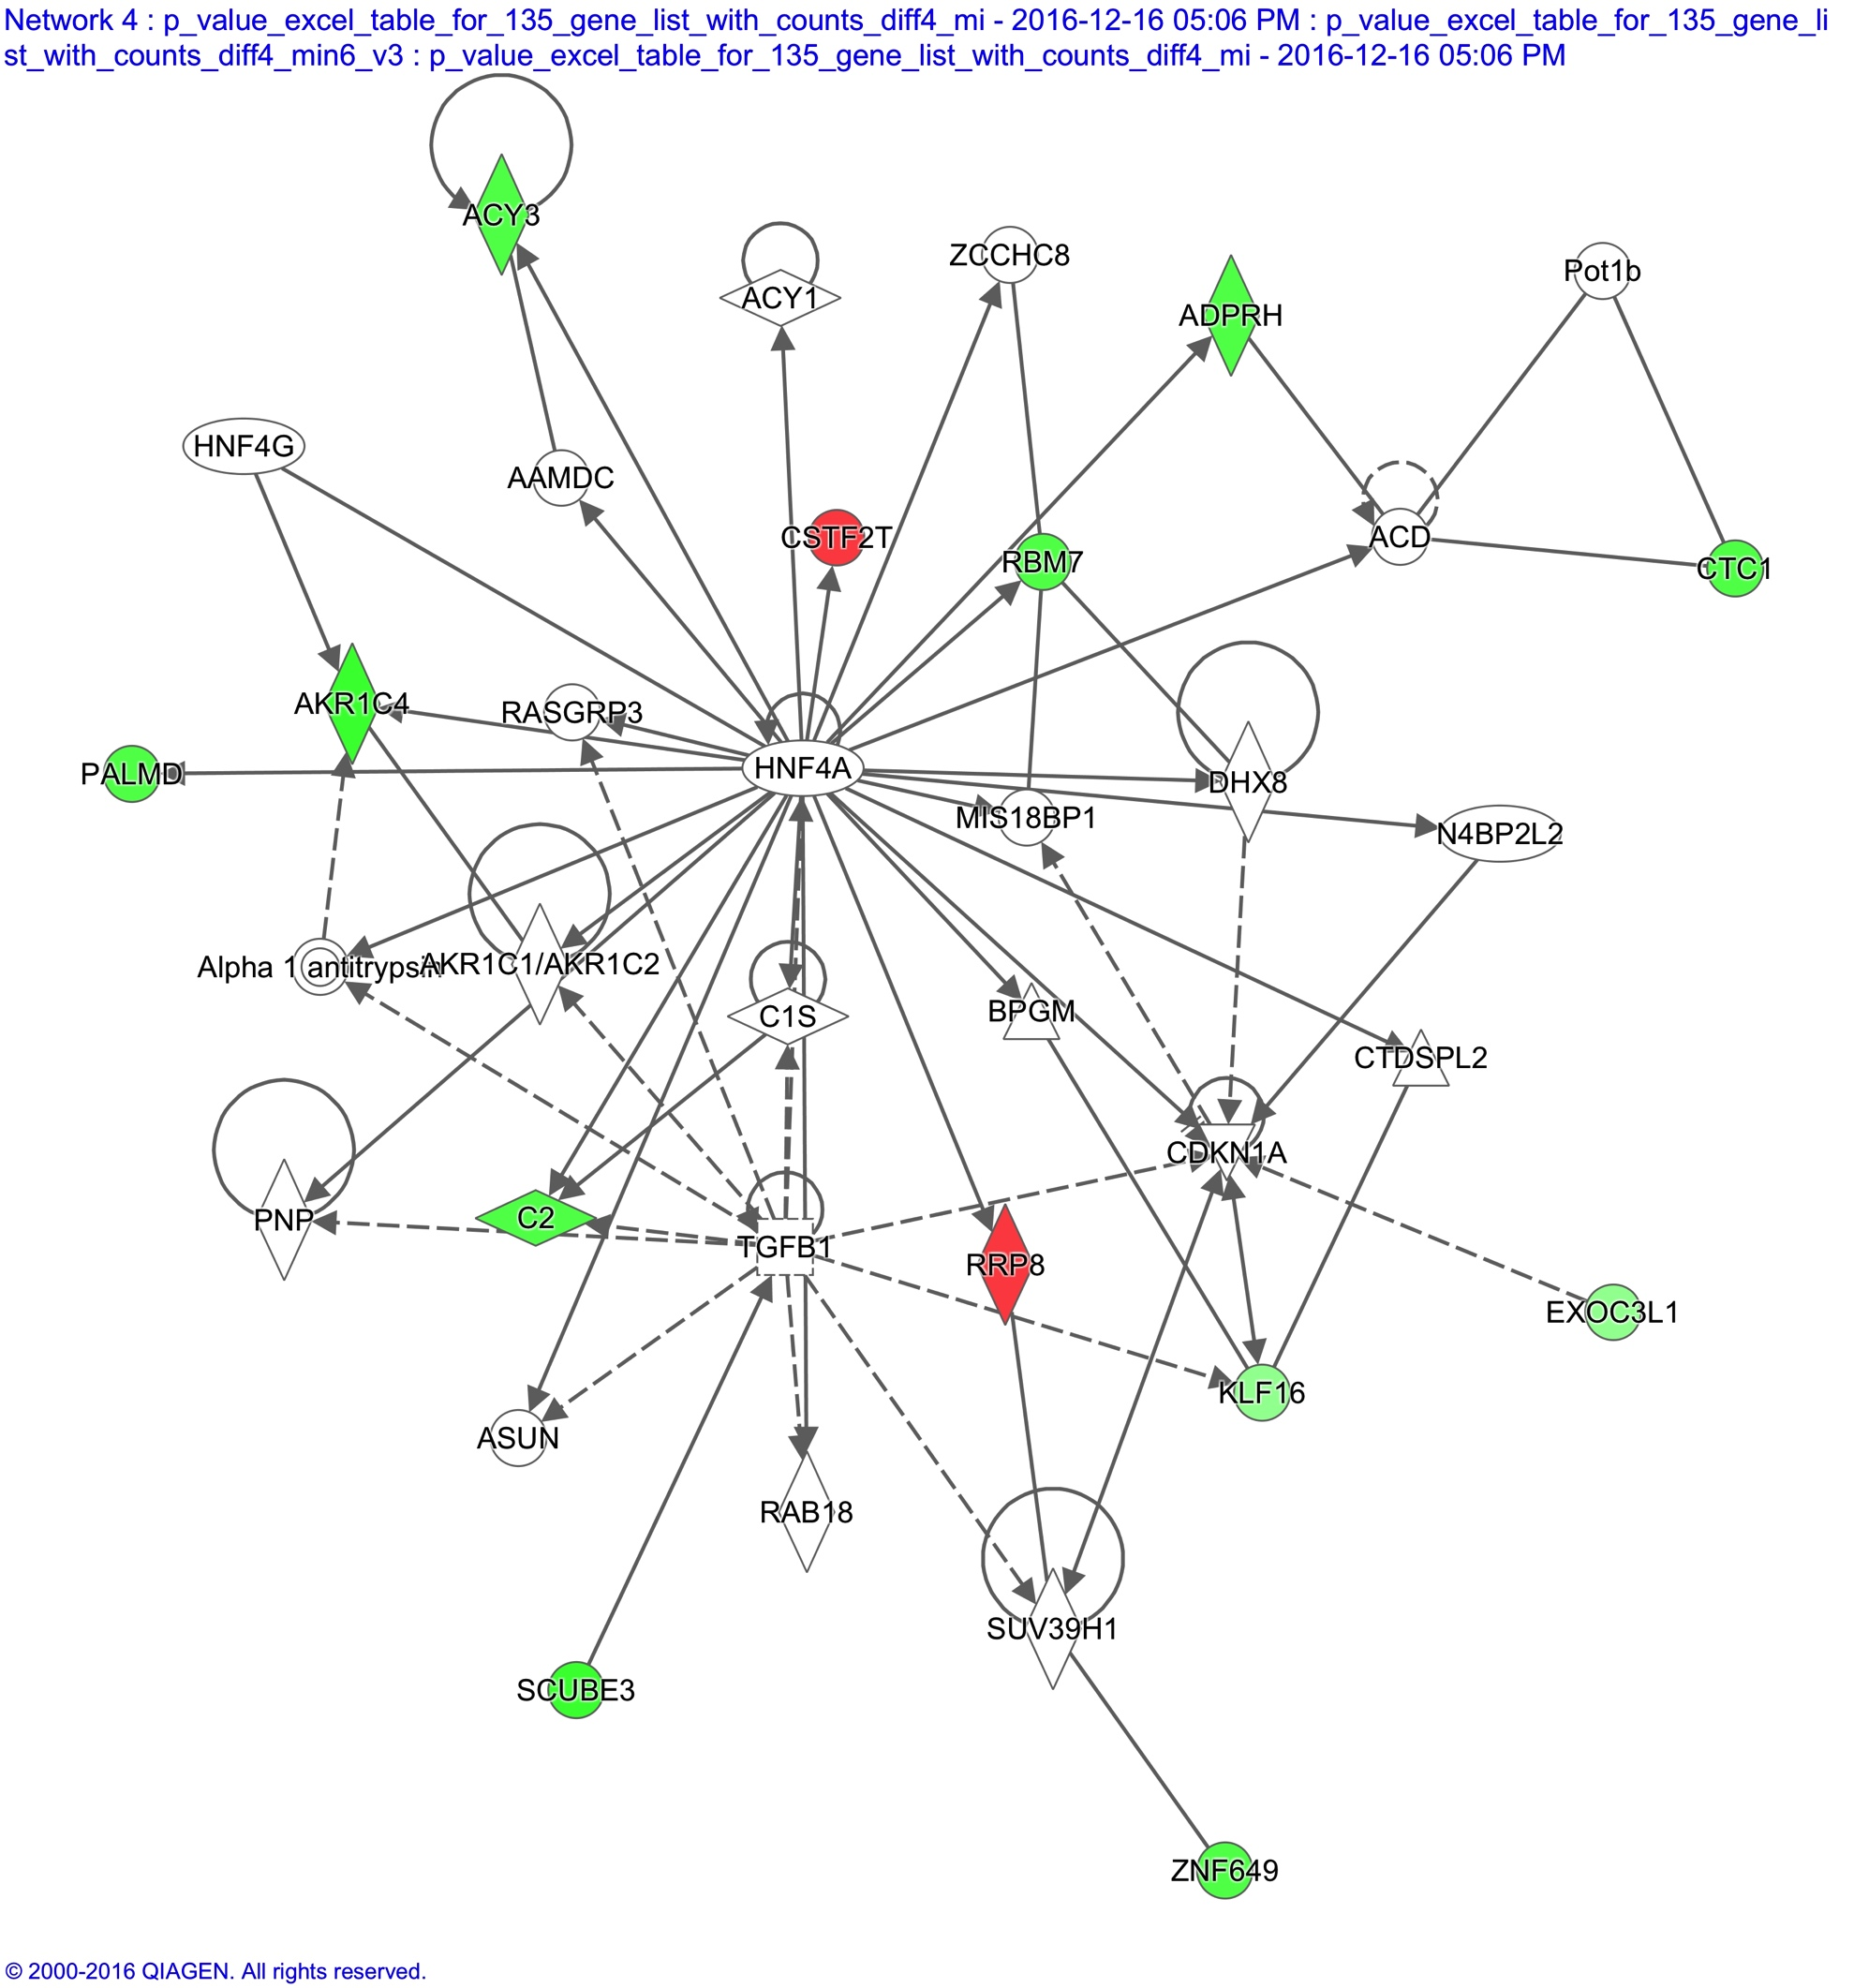 Network 4 : p_value_excel_table_for_135_gene_list_with_counts_diff4_mi - 2016-12-16 05:06 PM : p_value_excel_table_for_135_gene_li
st_with_counts_diff4_min6_v3 : p_value_excel_table_for_135_gene_list_with_counts_diff4_mi - 2016-12-16 05:06 PM
ACY3
ZCCHC8
Pot1b
ACY1
ADPRH
HNF4G
AAMDC
CSTF2T
ACD
RBM7
CTC1
AKR1C4
RASGRP3
HNF4A
PALMD
DHX8
MIS18BP1
N4BP2L2
Alpha 1 antitrypsin
AKR1C1/AKR1C2
BPGM
C1S
CTDSPL2
CDKN1A
PNP
C2
TGFB1
RRP8
EXOC3L1
KLF16
ASUN
RAB18
SUV39H1
SCUBE3
ZNF649
© 2000-2016 QIAGEN. All rights reserved.